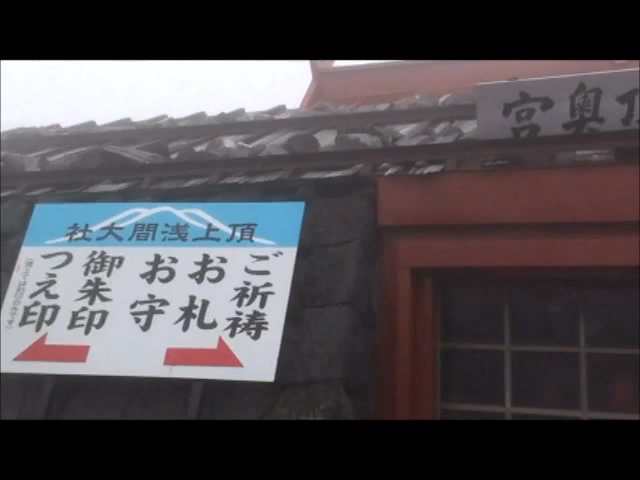 頂上浅間大社
ご祈祷
お札
お守
御朱印
つえ印
頂奥宮